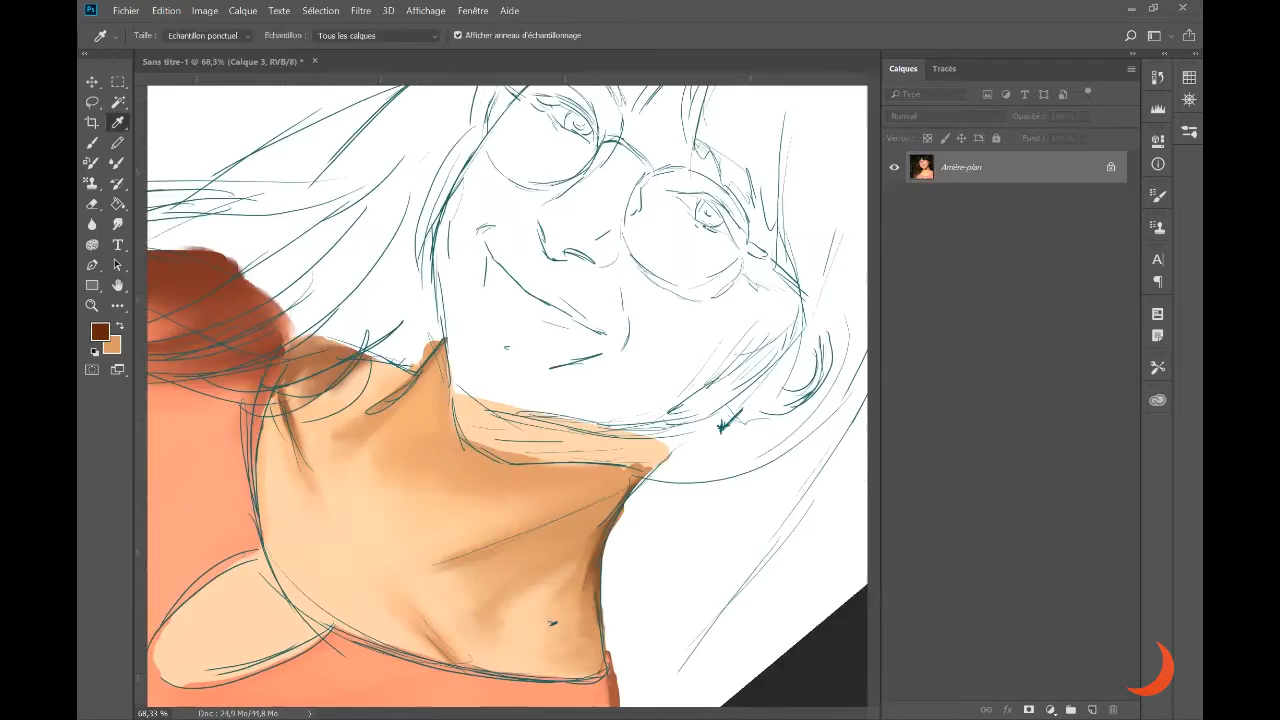 Ps Fichier Edition Image Calque Texte Sélection Filtre 3D Affichage Fenêtre Aide
Taille : Echantillon ponctuel Echantillon : Tous les calques Afficher anneau d'échantillonnage
Sans titre-1 @ 68,3% (Calque 3, RVB/8) *
Calques Tracés
Type
Normal Opacité : 100%
Verrou : Fond : 100%
Arrière-plan
68,33 % Doc : 24,9 Mo/44,8 Mo